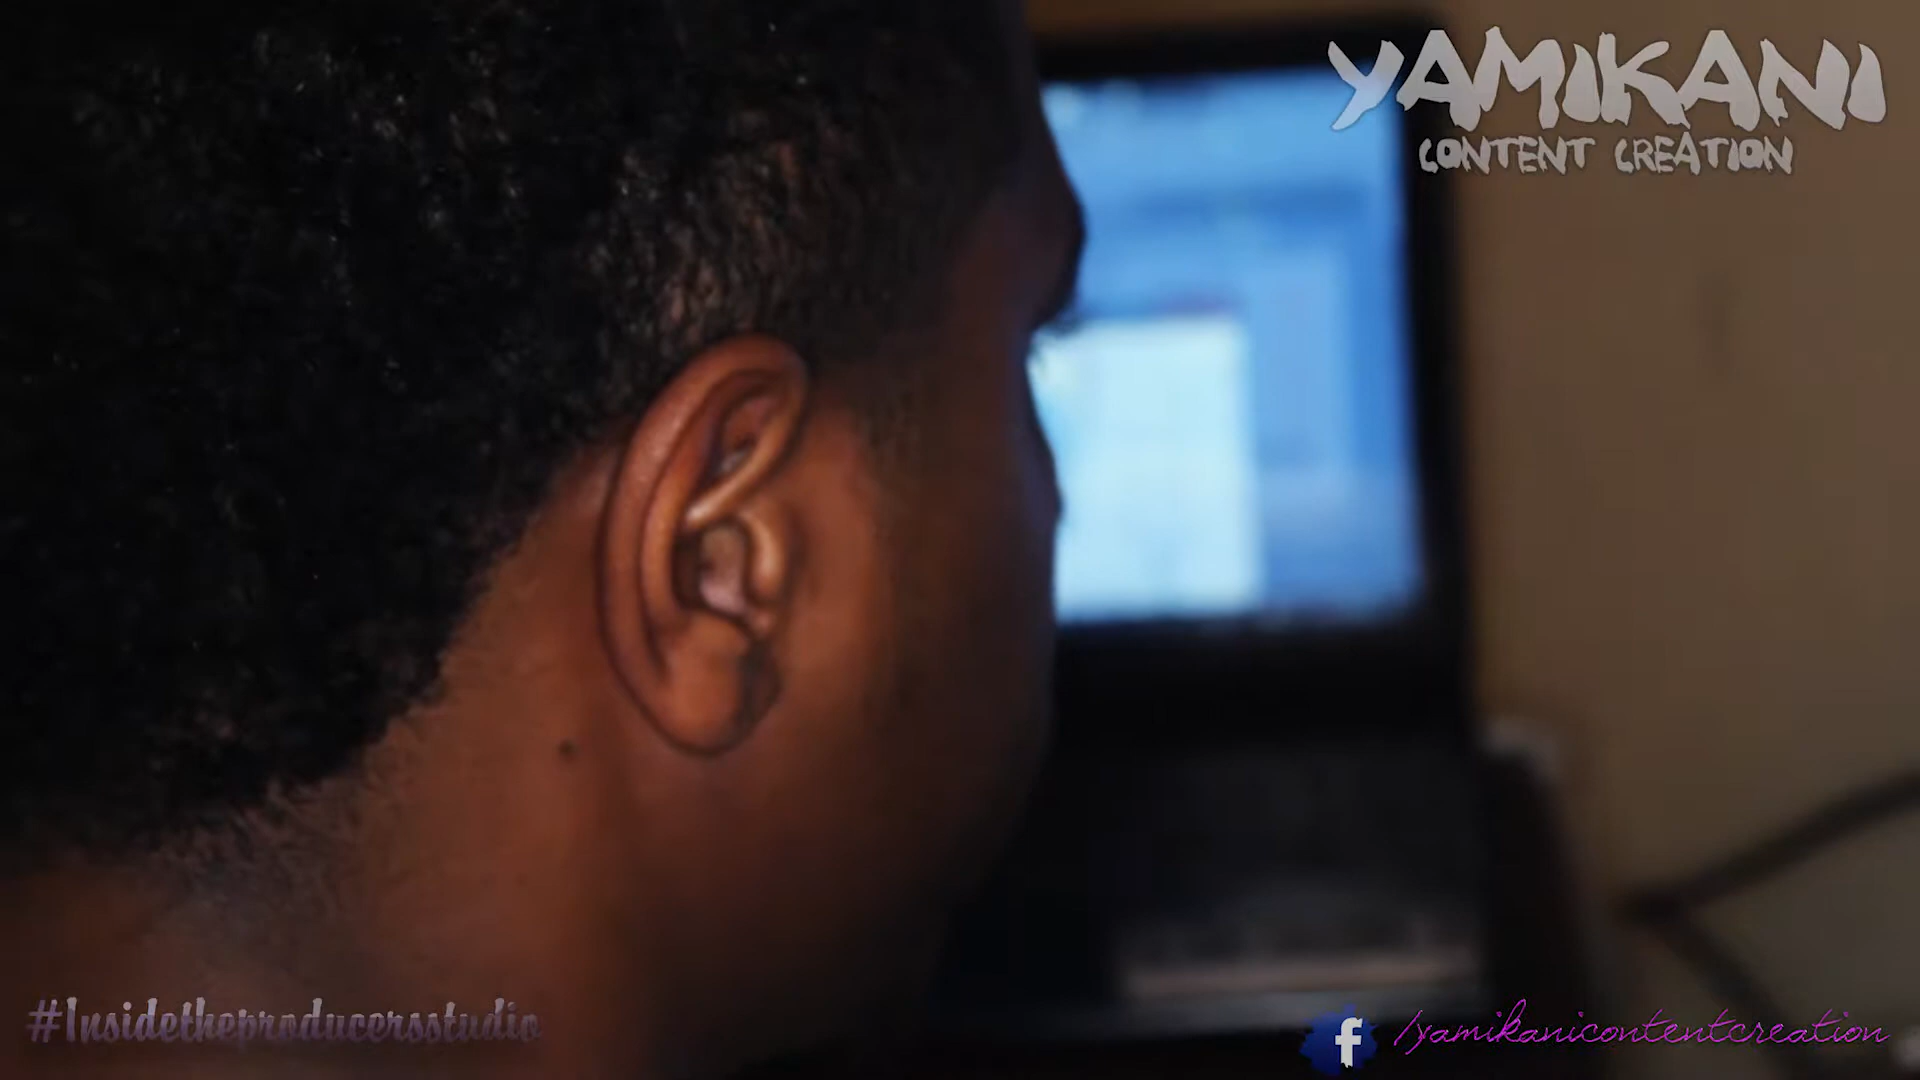 YAMIKANI
CONTENT CREATION
#Insidetheproducersstudio
f /yamikanicontentcreation